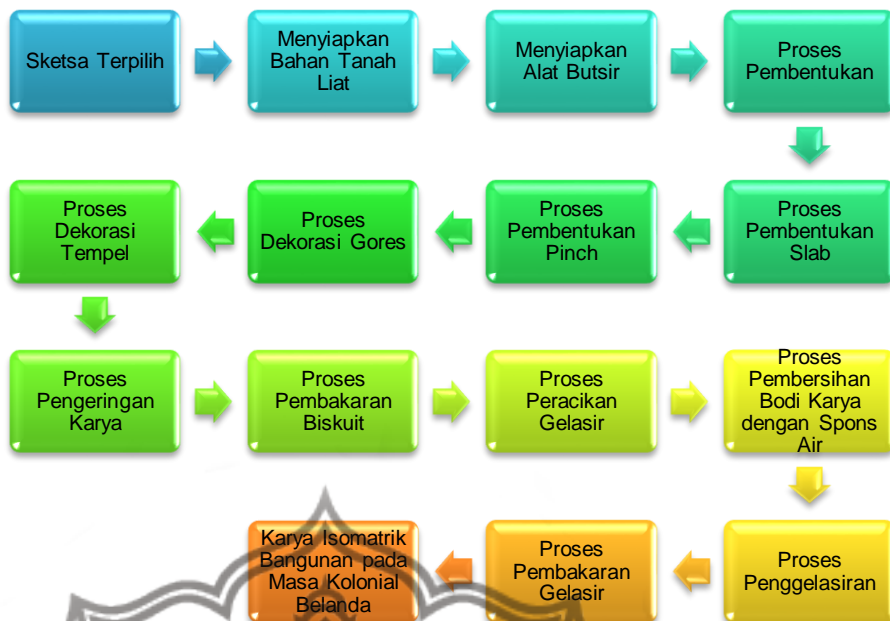 Sketsa Terpilih
Menyiapkan
Bahan Tanah
Liat
Menyiapkan
Alat Butsir
Proses
Pembentukan
Proses
Pembentukan
Slab
Proses
Pembentukan
Pinch
Proses
Dekorasi Gores
Proses
Dekorasi
Tempel
Proses
Pengeringan
Karya
Proses
Pembakaran
Biskuit
Proses
Peracikan
Gelasir
Proses
Pembersihan
Bodi Karya
dengan Spons
Air
Proses
Penggelasiran
Proses
Pembakaran
Gelasir
Karya Isomatrik
Bangunan pada
Masa Kolonial
Belanda